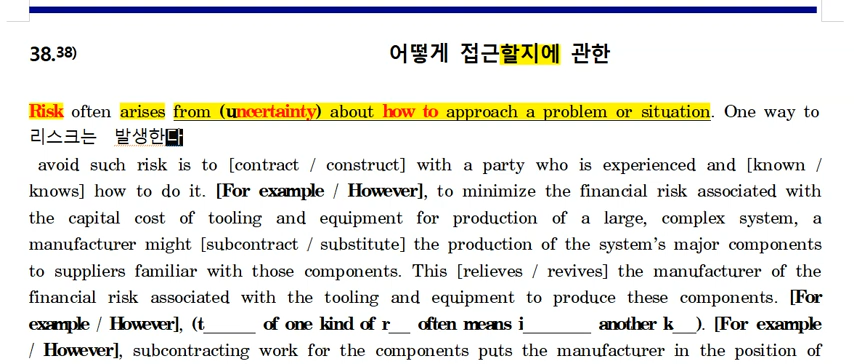 38.38) 어떻게 접근할지에 관한
Risk often arises from (uncertainty) about how to approach a problem or situation. One way to
리스크는 발생한다
avoid such risk is to [contract / construct] with a party who is experienced and [known /
knows] how to do it. [For example / However], to minimize the financial risk associated with
the capital cost of tooling and equipment for production of a large, complex system, a
manufacturer might [subcontract / substitute] the production of the system's major components
to suppliers familiar with those components. This [relieves / revives] the manufacturer of the
financial risk associated with the tooling and equipment to produce these components. [For
example / However], (t______ of one kind of r__ often means i_______ another k__). [For example
/ However], subcontracting work for the components puts the manufacturer in the position of